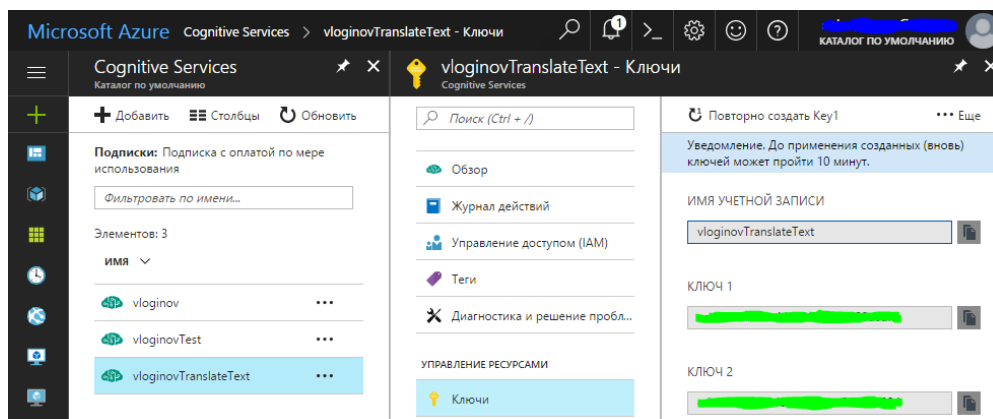 Microsoft Azure Cognitive Services > vloginovTranslateText - Ключи
1
КАТАЛОГ ПО УМОЛЧАНИЮ
Cognitive Services
Каталог по умолчанию
Добавить Столбцы Обновить
Подписки: Подписка с оплатой по мере
использования
Фильтровать по имени...
Элементов: 3
ИМЯ
vloginov
vloginovTest
vloginovTranslateText
vloginovTranslateText - Ключи
Cognitive Services
Поиск (Ctrl + /)
Обзор
Журнал действий
Управление доступом (IAM)
Теги
Диагностика и решение пробл...
УПРАВЛЕНИЕ РЕСУРСАМИ
Ключи
Повторно создать Key1 ••• Еще
Уведомление. До применения созданных (вновь)
ключей может пройти 10 минут.
ИМЯ УЧЕТНОЙ ЗАПИСИ
vloginovTranslateText
КЛЮЧ 1
КЛЮЧ 2